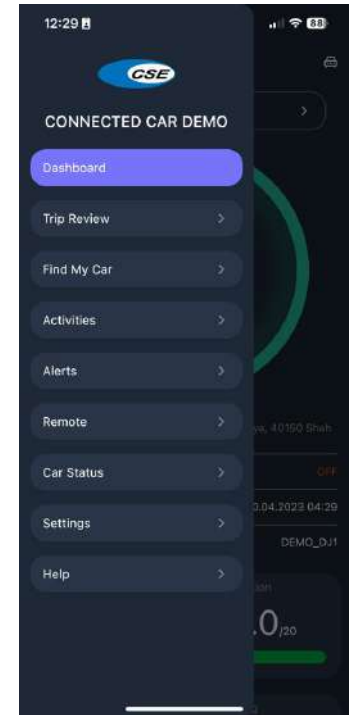 12:29
88
CSE
CONNECTED CAR DEMO
Dashboard
Trip Review
Find My Car
Activities
Alerts
Remote
40150 Shah
Car Status
OFF
.04.2023 04:29
Settings
DEMO_DJ1
Help
.0/20